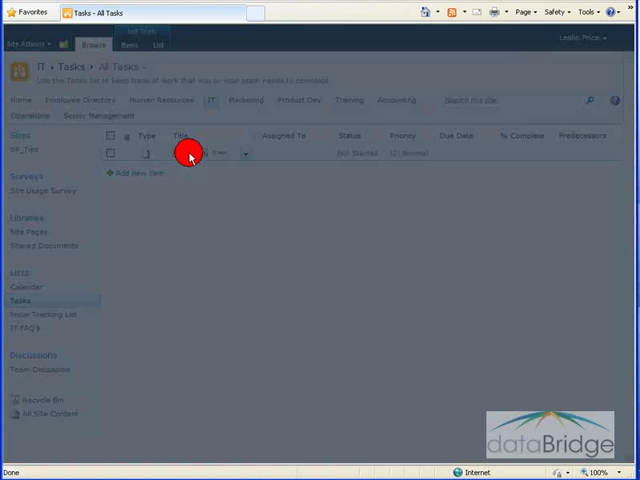 Favorites
Tasks - All Tasks
Page
Safety
Tools
Site Actions
Browse
List Tools
Items
List
Leslie Price
IT ▸ Tasks ▸ All Tasks
Use the Tasks list to keep track of work that you or your team needs to complete.
Home Employee Directory Human Resources IT Marketing Product Dev Training Accounting
Search this site
Operations Senior Management
Sites
SP_Tips
Surveys
Site Usage Survey
Libraries
Site Pages
Shared Documents
Lists
Calendar
Tasks
Issue Tracking List
IT FAQ's
Discussions
Team Discussion
Recycle Bin
All Site Content
Type Title Assigned To Status Priority Due Date % Complete Predecessors
Not Started (2) Normal
Add new item
dataBridge
Done
Internet
100%